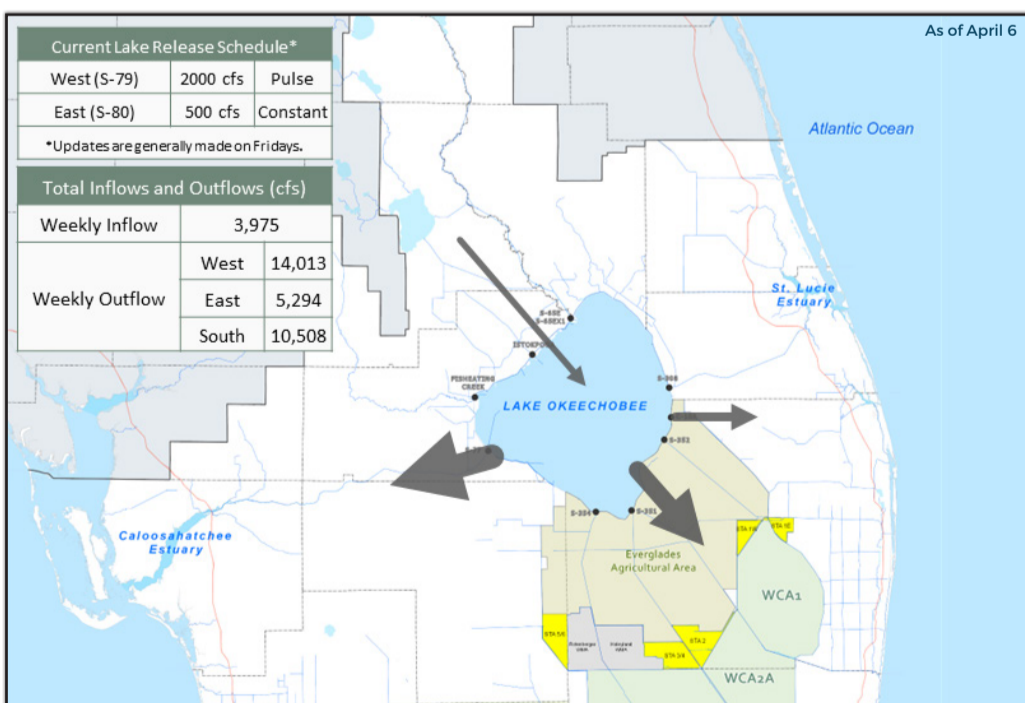 As of April 6
Current Lake Release Schedule*
West (S-79) 2000 cfs Pulse
East (S-80) 500 cfs Constant
*Updates are generally made on Fridays.
Total Inflows and Outflows (cfs)
Weekly Inflow 3,975
Weekly Outflow
West 14,013
East 5,294
South 10,508
Atlantic Ocean
St. Lucie
Estuary
S-65E
S-65EX1
FISHEATING
CREEK
S-308
LAKE OKEECHOBEE
S-352
S-354
S-351
Caloosahatchee
Estuary
Everglades
Agricultural Area
STA 1W
STA 1E
WCA1
STA 5/6
STA 2
STA 3/4
WCA2A